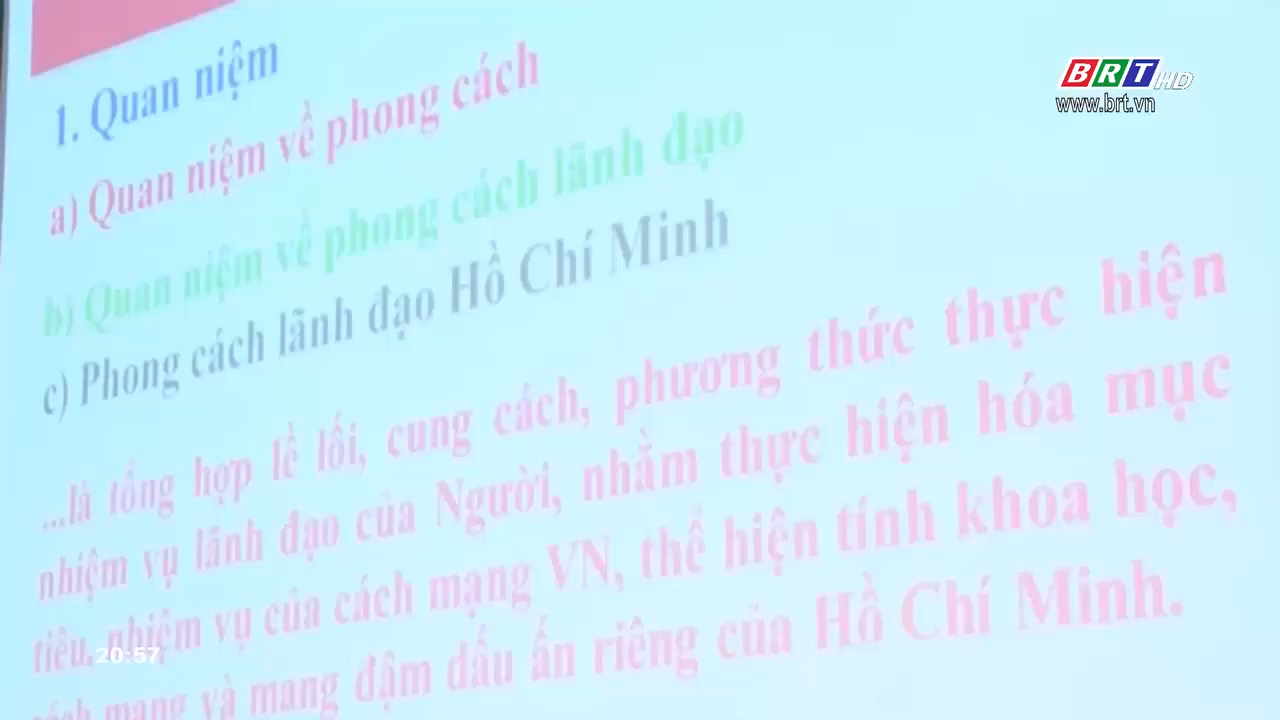 1. Quan niệm
a) Quan niệm về phong cách
b) Quan niệm về phong cách lãnh đạo
c) Phong cách lãnh đạo Hồ Chí Minh
...là tổng hợp lề lối, cung cách, phương thức thực hiện
nhiệm vụ lãnh đạo của Người, nhằm thực hiện hóa mục
tiêu, nhiệm vụ của cách mạng VN, thể hiện tính khoa học,
cách mạng và mang đậm dấu ấn riêng của Hồ Chí Minh.
BRT HD
www.brt.vn
20:57